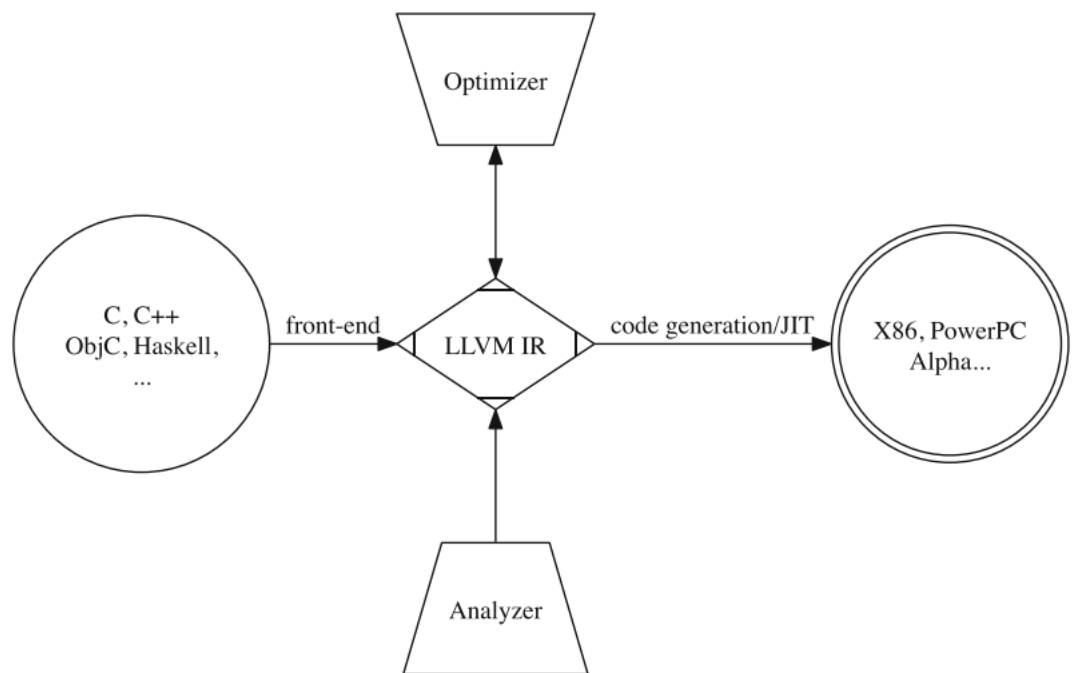 Optimizer
C, C++
ObjC, Haskell,
...
front-end
LLVM IR
code generation/JIT
X86, PowerPC
Alpha...
Analyzer